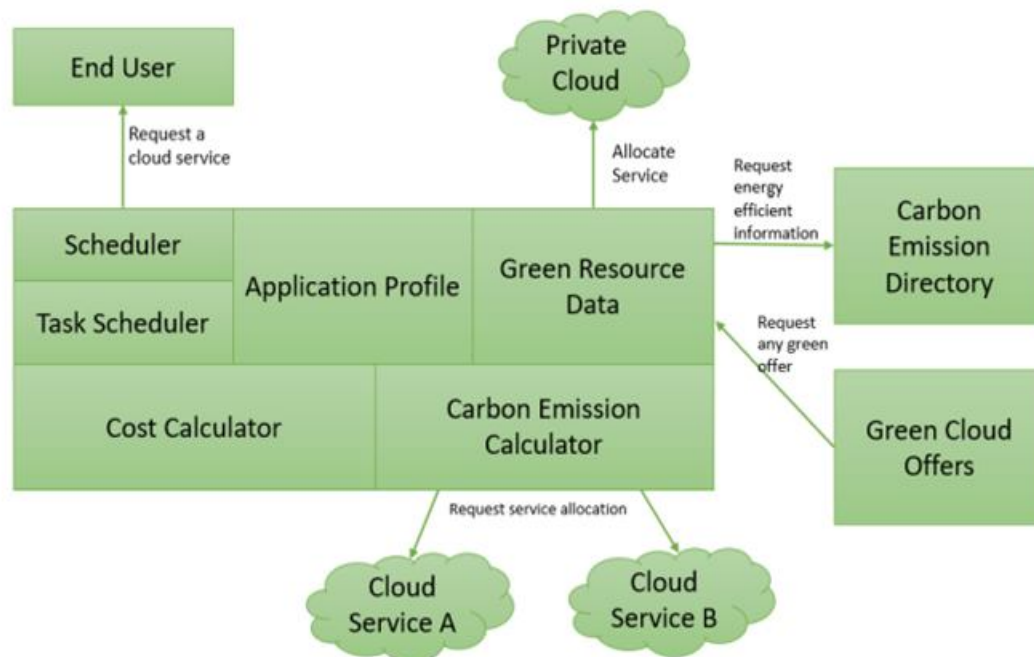 End User
Private
Cloud
Request a
cloud service
Allocate
Service
Request
energy
efficient
information
Carbon
Emission
Directory
Scheduler
Task Scheduler
Application Profile
Green Resource
Data
Request
any green
offer
Cost Calculator
Carbon Emission
Calculator
Green Cloud
Offers
Request service allocation
Cloud
Service A
Cloud
Service B